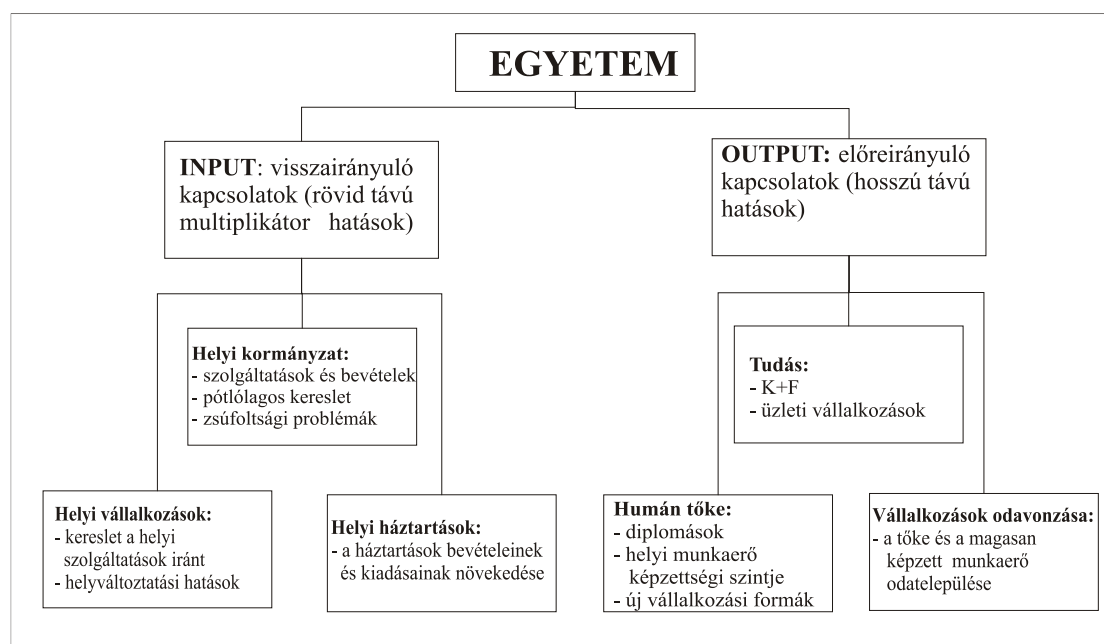 EGYETEM
INPUT: visszairányuló
kapcsolatok (rövid távú
multiplikátor hatások)
OUTPUT: előreirányuló
kapcsolatok (hosszú távú
hatások)
Helyi kormányzat:
- szolgáltatások és bevételek
- pótlólagos kereslet
- zsúfoltsági problémák
Tudás:
- K+F
- üzleti vállalkozások
Helyi vállalkozások:
- kereslet a helyi
szolgáltatások iránt
- helyváltoztatási hatások
Helyi háztartások:
- a háztartások bevételeinek
és kiadásainak növekedése
Humán tőke:
- diplomások
- helyi munkaerő
képzettségi szintje
- új vállalkozási formák
Vállalkozások odavonzása:
- a tőke és a magasan
képzett munkaerő
odatelepülése